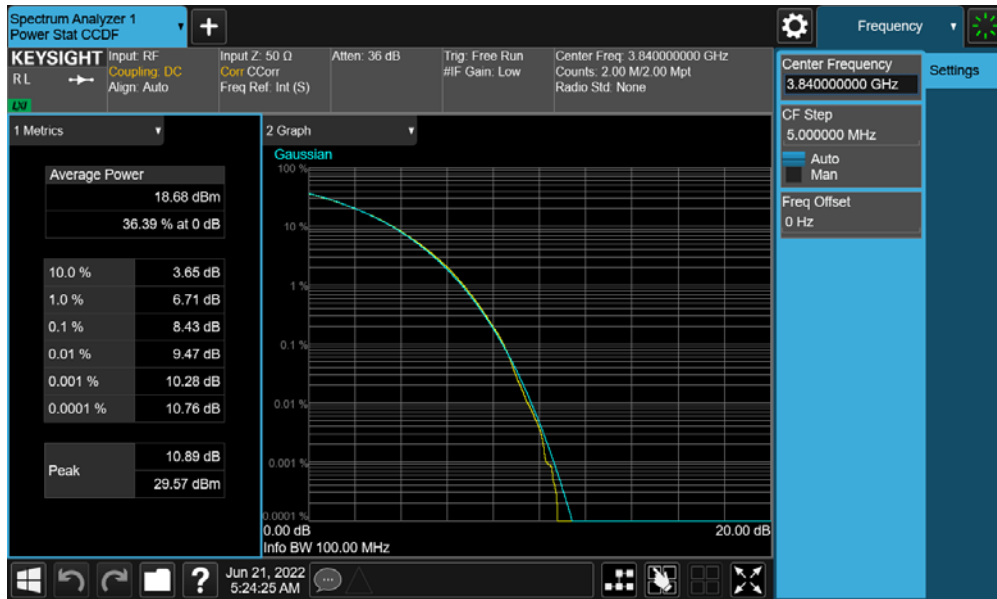 Spectrum Analyzer 1
Power Stat CCDF
+
Frequency
KEYSIGHT
R L
LXI
Input: RF
Coupling: DC
Align: Auto
Input Z: 50 Ω
Corr CCorr
Freq Ref: Int (S)
Atten: 36 dB
Trig: Free Run
#IF Gain: Low
Center Freq: 3.840000000 GHz
Counts: 2.00 M/2.00 Mpt
Radio Std: None
Center Frequency
3.840000000 GHz
Settings
CF Step
5.000000 MHz
Auto
Man
Freq Offset
0 Hz
1 Metrics
Average Power
18.68 dBm
36.39 % at 0 dB
10.0 % 3.65 dB
1.0 % 6.71 dB
0.1 % 8.43 dB
0.01 % 9.47 dB
0.001 % 10.28 dB
0.0001 % 10.76 dB
Peak
10.89 dB
29.57 dBm
2 Graph
Gaussian
100 %
10 %
1 %
0.1 %
0.01 %
0.001 %
0.0001 %
0.00 dB
20.00 dB
Info BW 100.00 MHz
?
Jun 21, 2022
5:24:25 AM